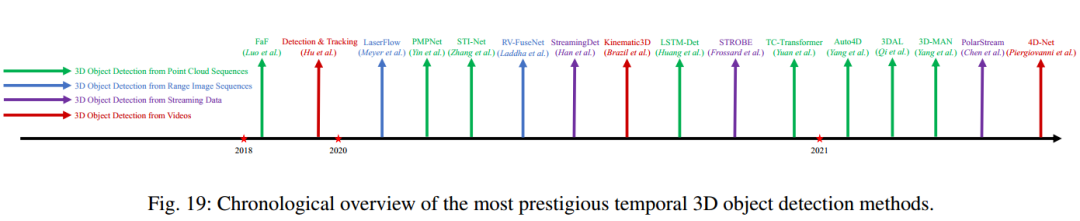 FaF Detection & Tracking LaserFlow PMPNet STI-Net RV-FuseNet StreamingDet Kinematic3D LSTM-Det STROBE TC-Transformer Auto4D 3DAL 3D-MAN PolarStream 4D-Net
(Luo et al.) (Hu et al.) (Meyer et al.) (Yin et al.) (Zhang et al.) (Laddha et al.) (Han et al.) (Brazil et al.) (Huang et al.) (Frossard et al.) (Yuan et al.) (Yang et al.) (Qi et al.) (Yang et al.) (Chen et al.) (Piergiovanni et al.)
3D Object Detection from Point Cloud Sequences
3D Object Detection from Range Image Sequences
3D Object Detection from Streaming Data
3D Object Detection from Videos
2018 2020 2021
Fig. 19: Chronological overview of the most prestigious temporal 3D object detection methods.